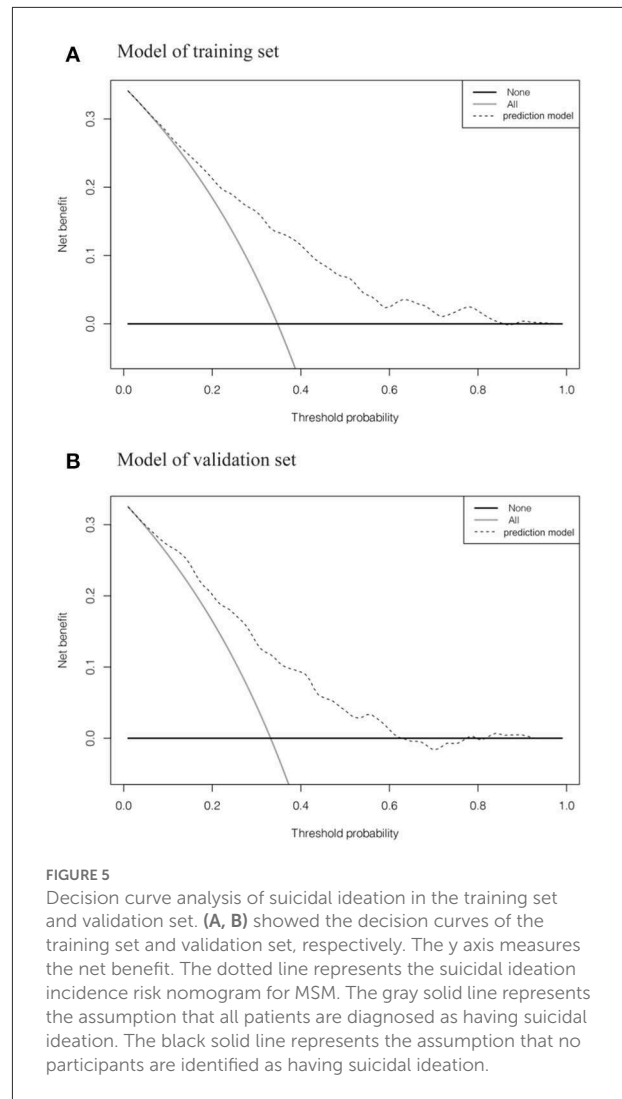 A Model of training set
None
All
prediction model
0.3
0.2
0.1
0.0
Net benefit
0.0 0.2 0.4 0.6 0.8 1.0
Threshold probability
B Model of validation set
None
All
prediction model
0.3
0.2
0.1
0.0
Net benefit
0.0 0.2 0.4 0.6 0.8 1.0
Threshold probability
FIGURE 5
Decision curve analysis of suicidal ideation in the training set
and validation set. (A, B) showed the decision curves of the
training set and validation set, respectively. The y axis measures
the net benefit. The dotted line represents the suicidal ideation
incidence risk nomogram for MSM. The gray solid line represents
the assumption that all patients are diagnosed as having suicidal
ideation. The black solid line represents the assumption that no
participants are identified as having suicidal ideation.